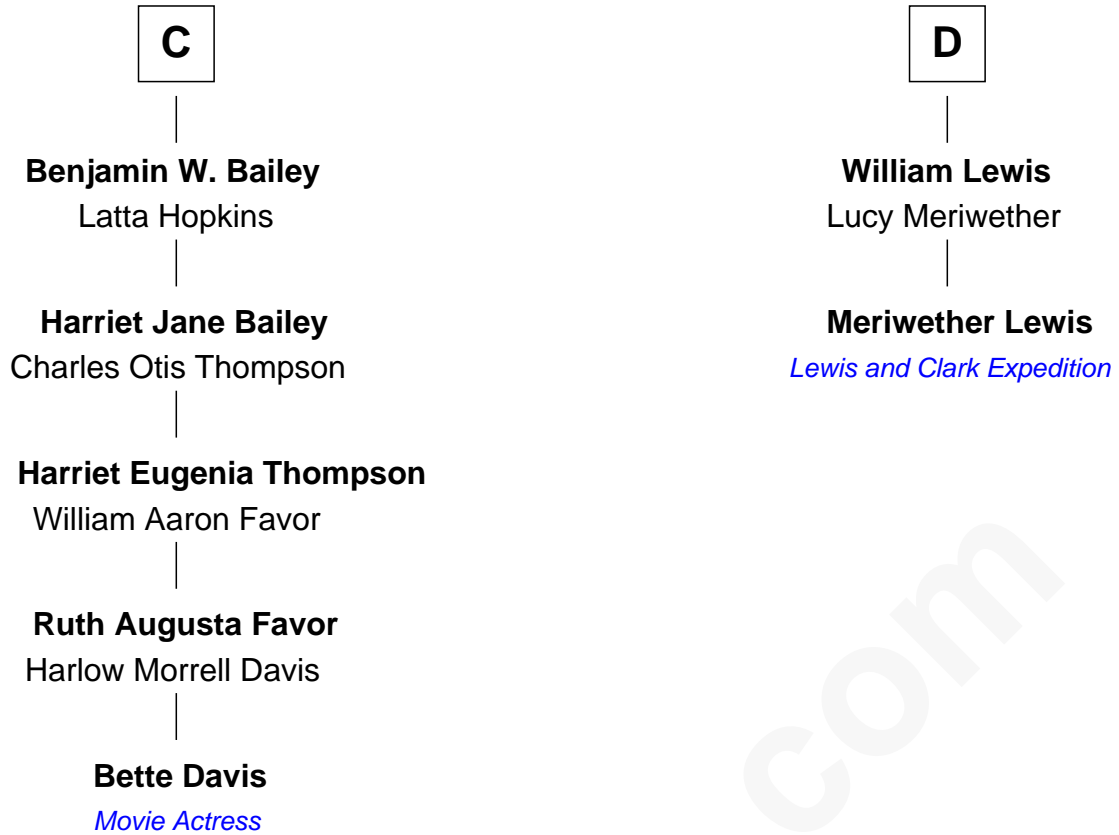 C
Benjamin W. Bailey
Latta Hopkins
Harriet Jane Bailey
Charles Otis Thompson
Harriet Eugenia Thompson
William Aaron Favor
Ruth Augusta Favor
Harlow Morrell Davis
Bette Davis
Movie Actress
D
William Lewis
Lucy Meriwether
Meriwether Lewis
Lewis and Clark Expedition
com